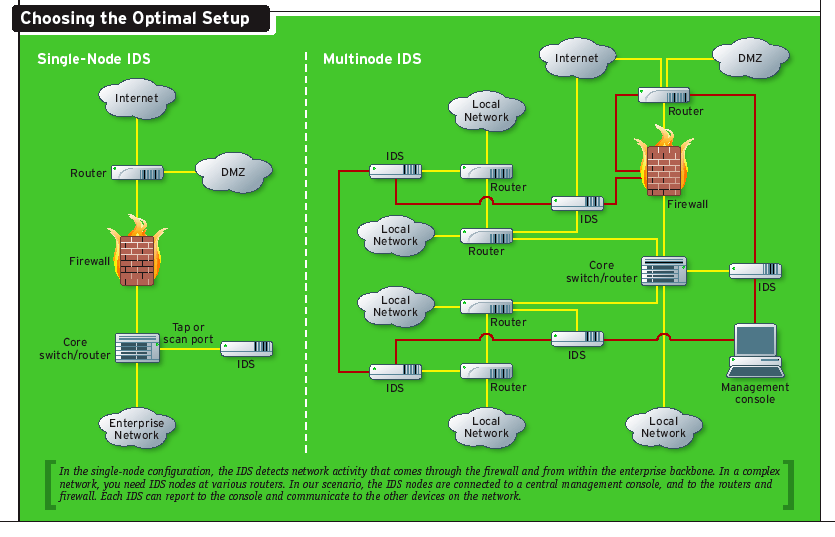 Choosing the Optimal Setup
Single-Node IDS
Internet
Router
DMZ
Firewall
Core
switch/router
Tap or
scan port
IDS
Enterprise
Network
Multinode IDS
Internet
DMZ
Router
Local
Network
IDS
Router
Firewall
IDS
Local
Network
Router
Core
switch/router
IDS
Local
Network
Router
IDS
Management
console
IDS
Router
Local
Network
Local
Network
In the single-node configuration, the IDS detects network activity that comes through the firewall and from within the enterprise backbone. In a complex
network, you need IDS nodes at various routers. In our scenario, the IDS nodes are connected to a central management console, and to the routers and
firewall. Each IDS can report to the console and communicate to the other devices on the network.